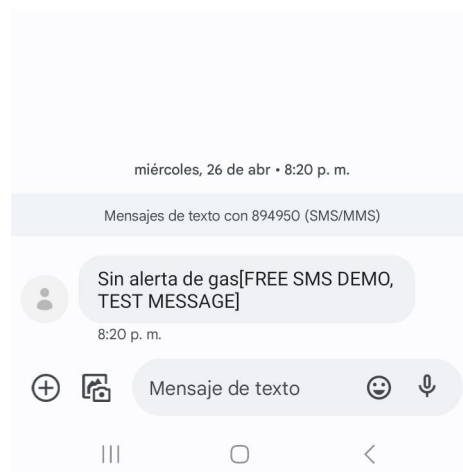 miércoles, 26 de abr • 8:20 p. m.
Mensajes de texto con 894950 (SMS/MMS)
Sin alerta de gas[FREE SMS DEMO,
TEST MESSAGE]
8:20 p. m.
Mensaje de texto